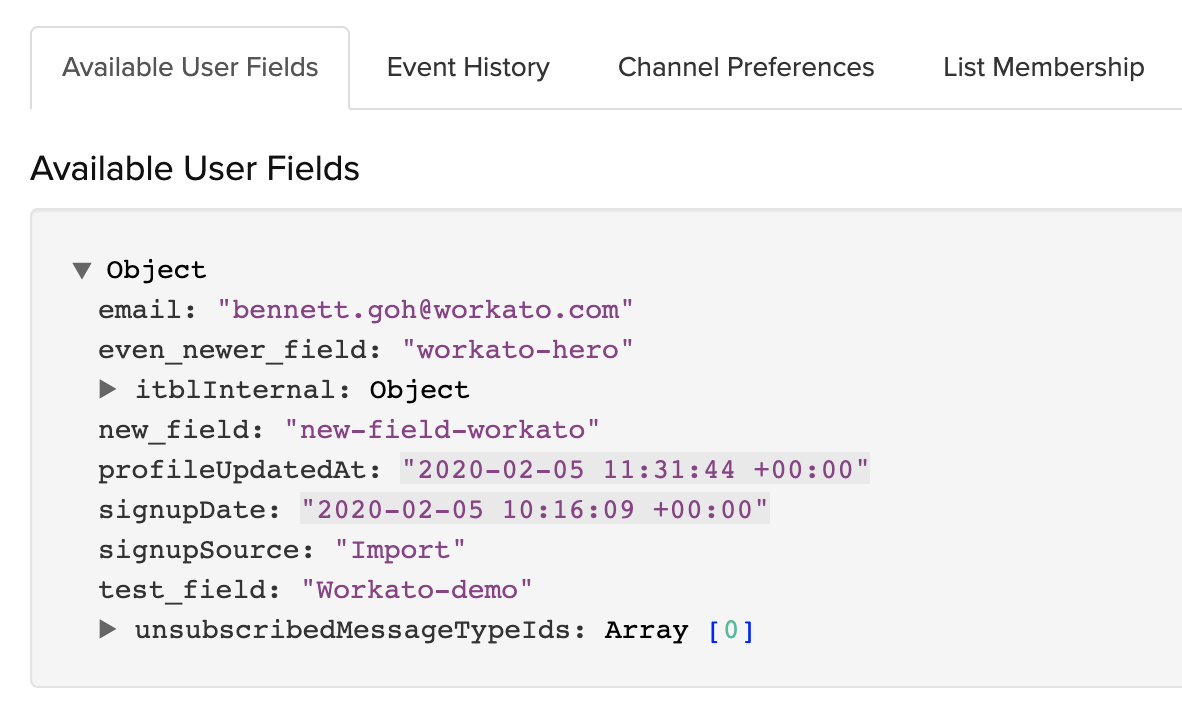 Available User Fields Event History Channel Preferences List Membership
Available User Fields
▼ Object
email: "bennett.goh@workato.com"
even_newer_field: "workato-hero"
▶ itblInternal: Object
new_field: "new-field-workato"
profileUpdatedAt: "2020-02-05 11:31:44 +00:00"
signupDate: "2020-02-05 10:16:09 +00:00"
signupSource: "Import"
test_field: "Workato-demo"
▶ unsubscribedMessageTypeIds: Array [0]